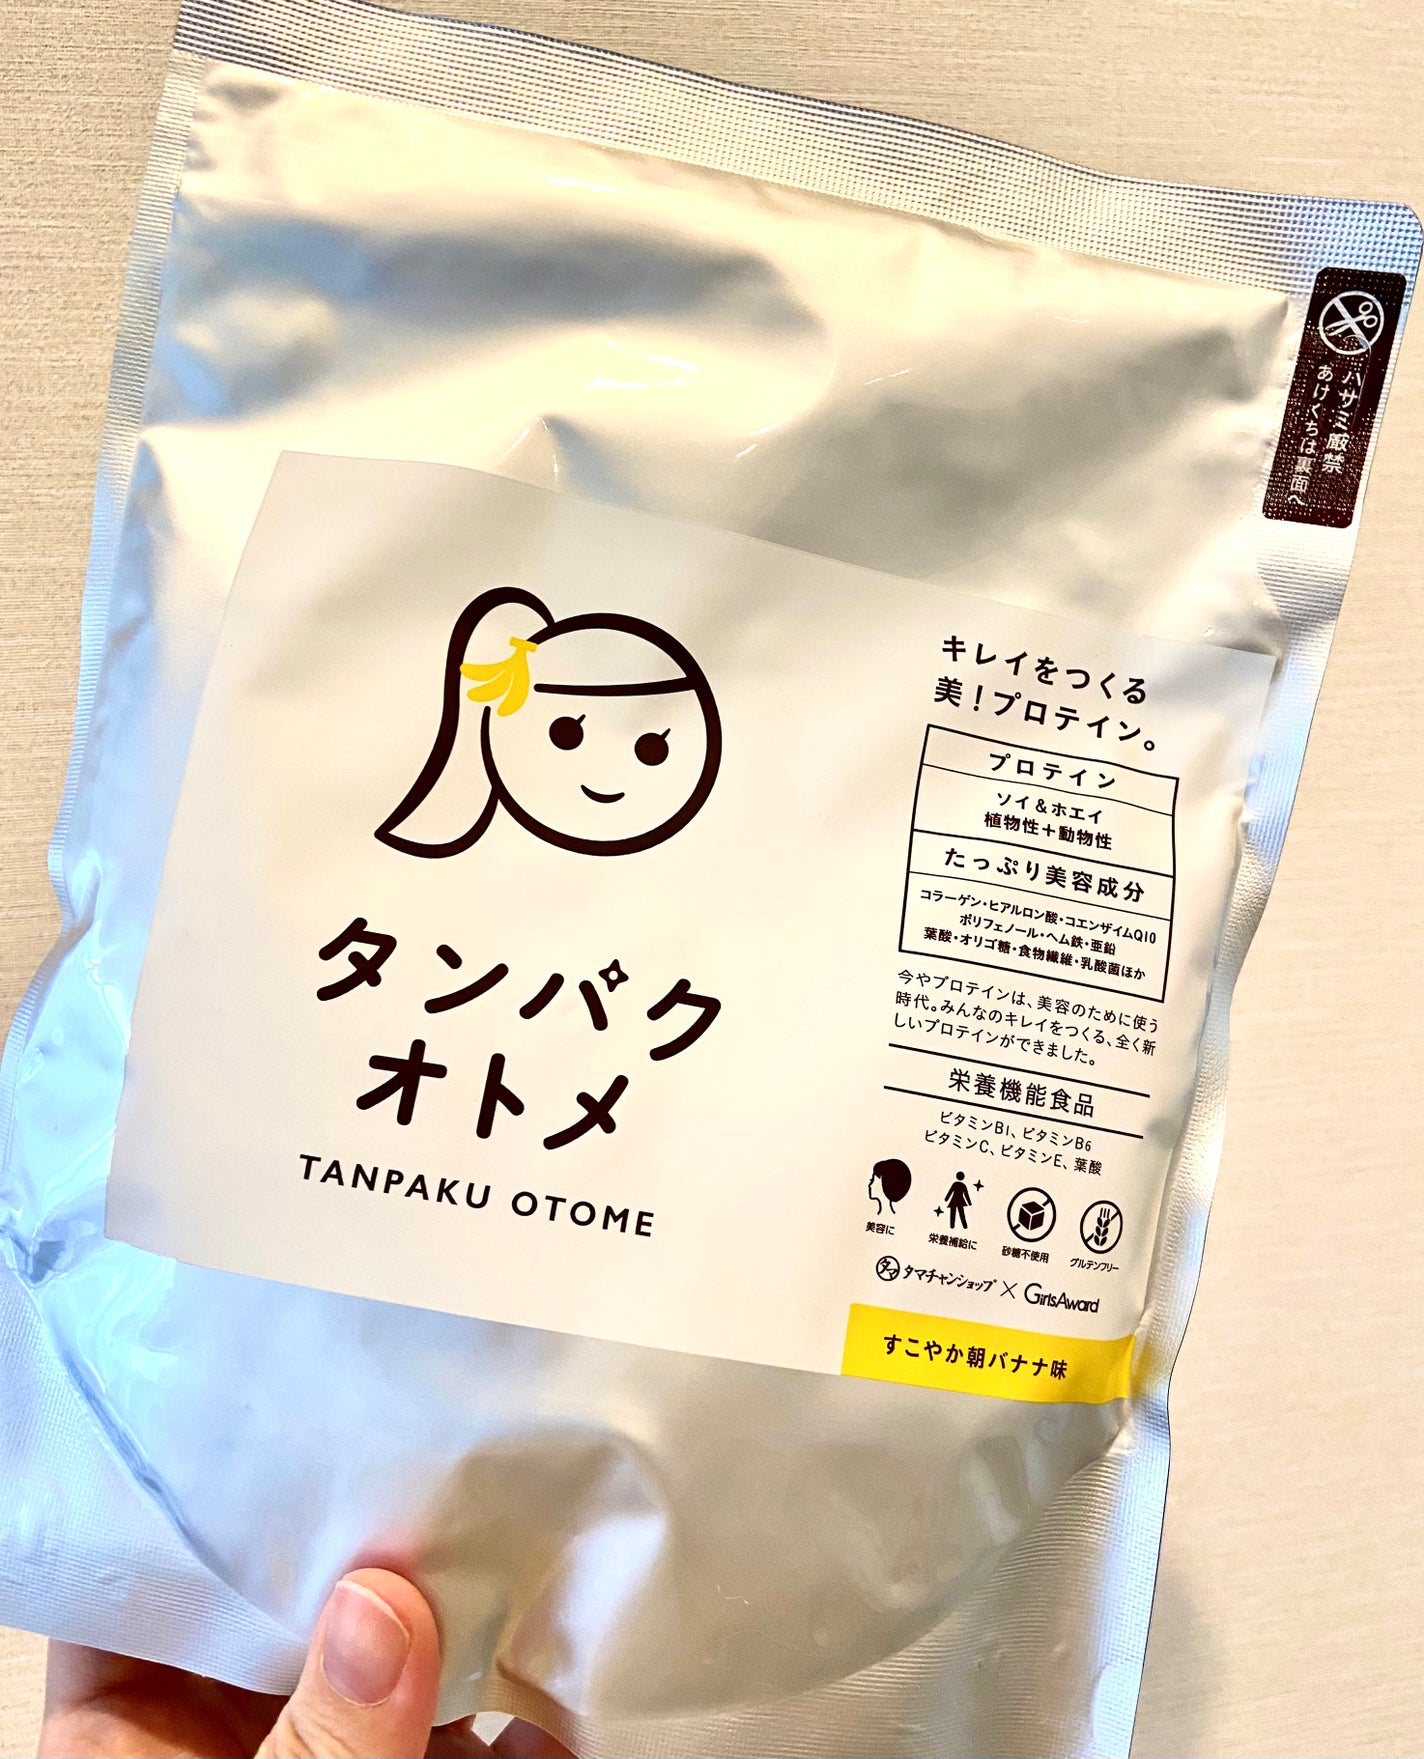 ハサミ厳禁
あけくちは裏面へ
タンパク
オトメ
TANPAKU OTOME
キレイをつくる
美！プロテイン。
プロテイン
ソイ＆ホエイ
植物性＋動物性
たっぷり美容成分
コラーゲン・ヒアルロン酸・コエンザイムQ10
ポリフェノール・ヘム鉄・亜鉛
葉酸・オリゴ糖・食物繊維・乳酸菌ほか
今やプロテインは、美容のために使う
時代。みんなのキレイをつくる、全く新
しいプロテインができました。
栄養機能食品
ビタミンB1、ビタミンB6
ビタミンC、ビタミンE、葉酸
美容に 栄養補給に 砂糖不使用 グルテンフリー
タマ タマチャンショップ × GirlsAward
すこやか朝バナナ味